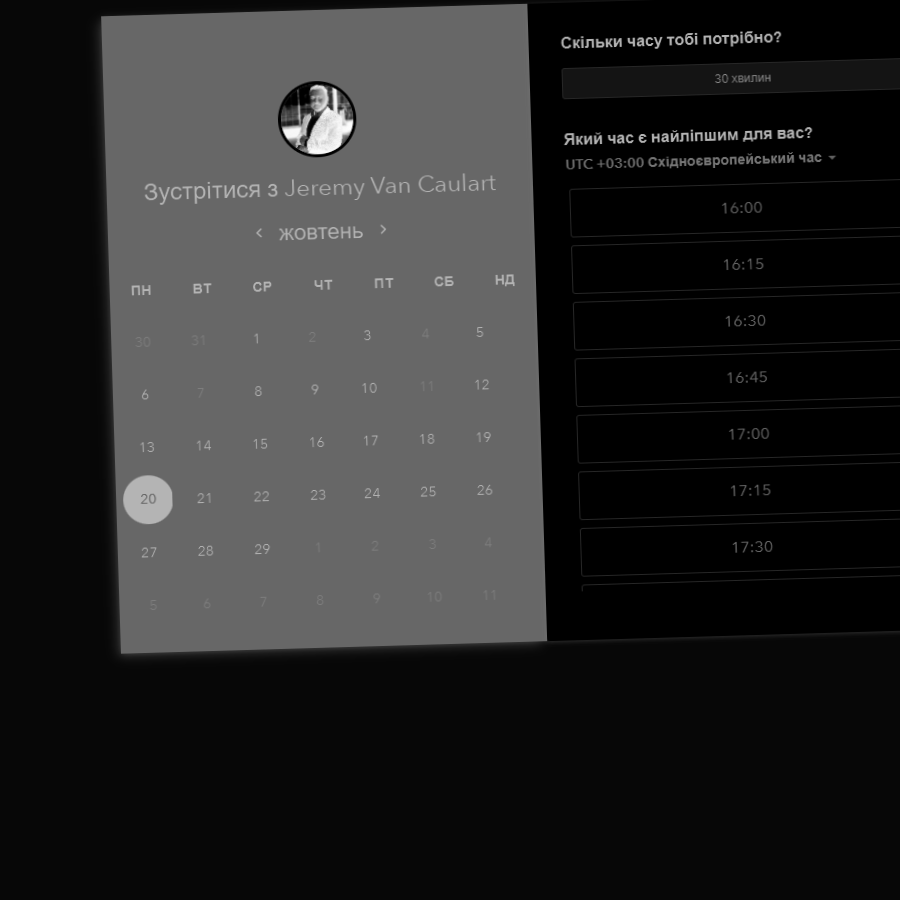 Зустрітися з Jeremy Van Caulart
‹ жовтень ›
ПН ВТ СР ЧТ ПТ СБ НД
30 31 1 2 3 4 5
6 7 8 9 10 11 12
13 14 15 16 17 18 19
20 21 22 23 24 25 26
27 28 29 1 2 3 4
5 6 7 8 9 10 11
Скільки часу тобі потрібно?
30 хвилин
Який час є найліпшим для вас?
UTC +03:00 Східноєвропейський час
16:00
16:15
16:30
16:45
17:00
17:15
17:30